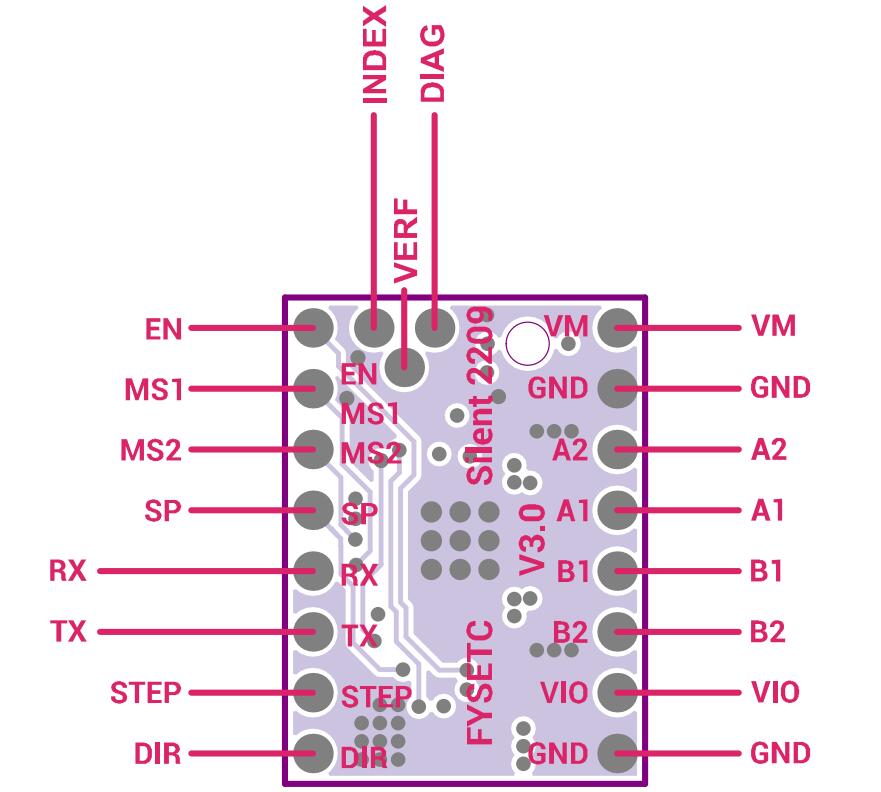 INDEX
DIAG
VERF
EN
MS1
MS2
SP
RX
TX
STEP
DIR
EN
MS1
MS2
SP
RX
TX
STEP
DIR
Silent 2209
V3.0
FYSETC
VM
GND
A2
A1
B1
B2
VIO
GND
VM
GND
A2
A1
B1
B2
VIO
GND